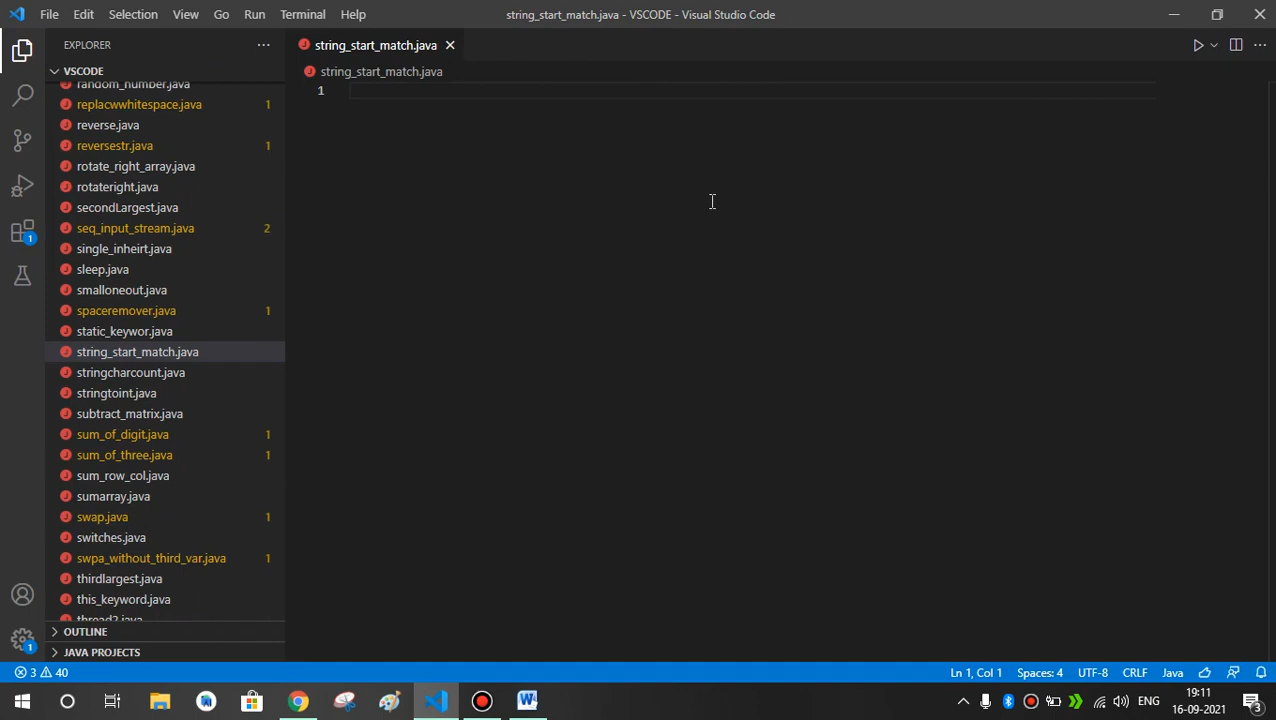 File Edit Selection View Go Run Terminal Help string_start_match.java - VSCODE - Visual Studio Code
EXPLORER
string_start_match.java
VSCODE
string_start_match.java
random_number.java
1
replacwwhitespace.java 1
reverse.java
reversestr.java 1
rotate_right_array.java
rotateright.java
secondLargest.java
seq_input_stream.java 2
single_inheirt.java
sleep.java
smalloneout.java
spaceremover.java 1
static_keywor.java
string_start_match.java
stringcharcount.java
stringtoint.java
subtract_matrix.java
sum_of_digit.java 1
sum_of_three.java 1
sum_row_col.java
sumarray.java
swap.java 1
switches.java
swpa_without_third_var.java 1
thirdlargest.java
this_keyword.java
thread2.java
OUTLINE
JAVA PROJECTS
1
1
3 40 Ln 1, Col 1 Spaces: 4 UTF-8 CRLF Java
ENG 19:11
16-09-2021
3